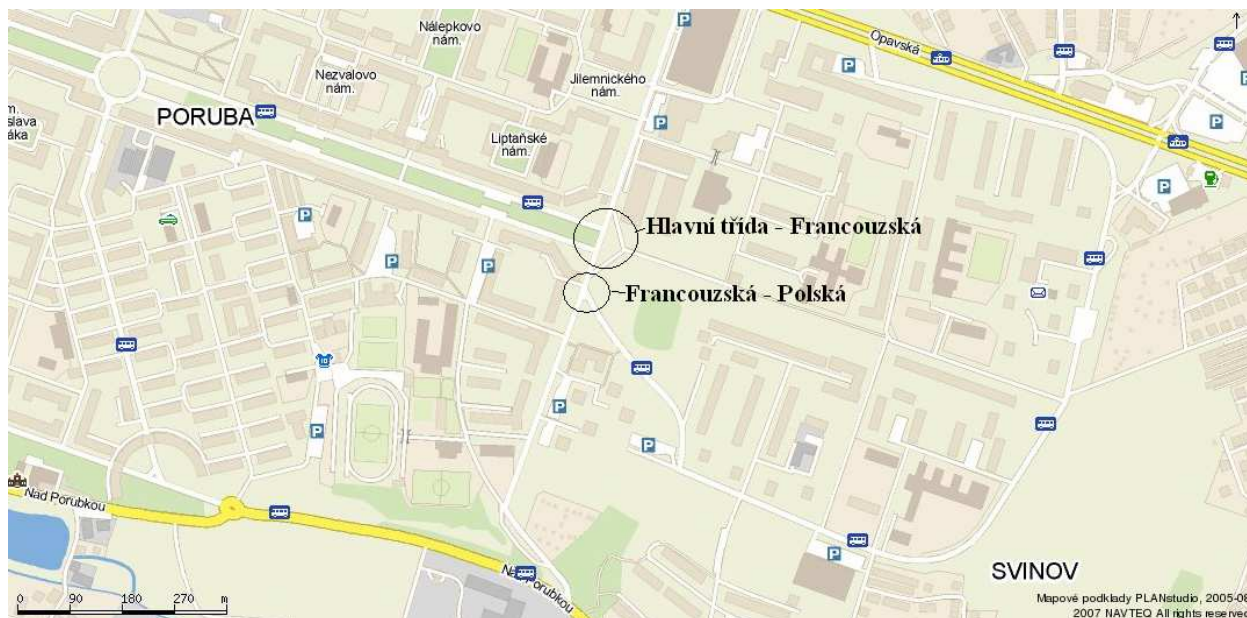 Nálepkovo
nám.
Nezvalovo
nám.
Jilemnického
nám.
Opavská
PORUBA
Liptaňské
nám.
Hlavní třída - Francouzská
Francouzská - Polská
Nad Porubkou
SVINOV
0 90 180 270 m
Mapové podklady PLANstudio, 2005-08
2007 NAVTEQ All rights reserved